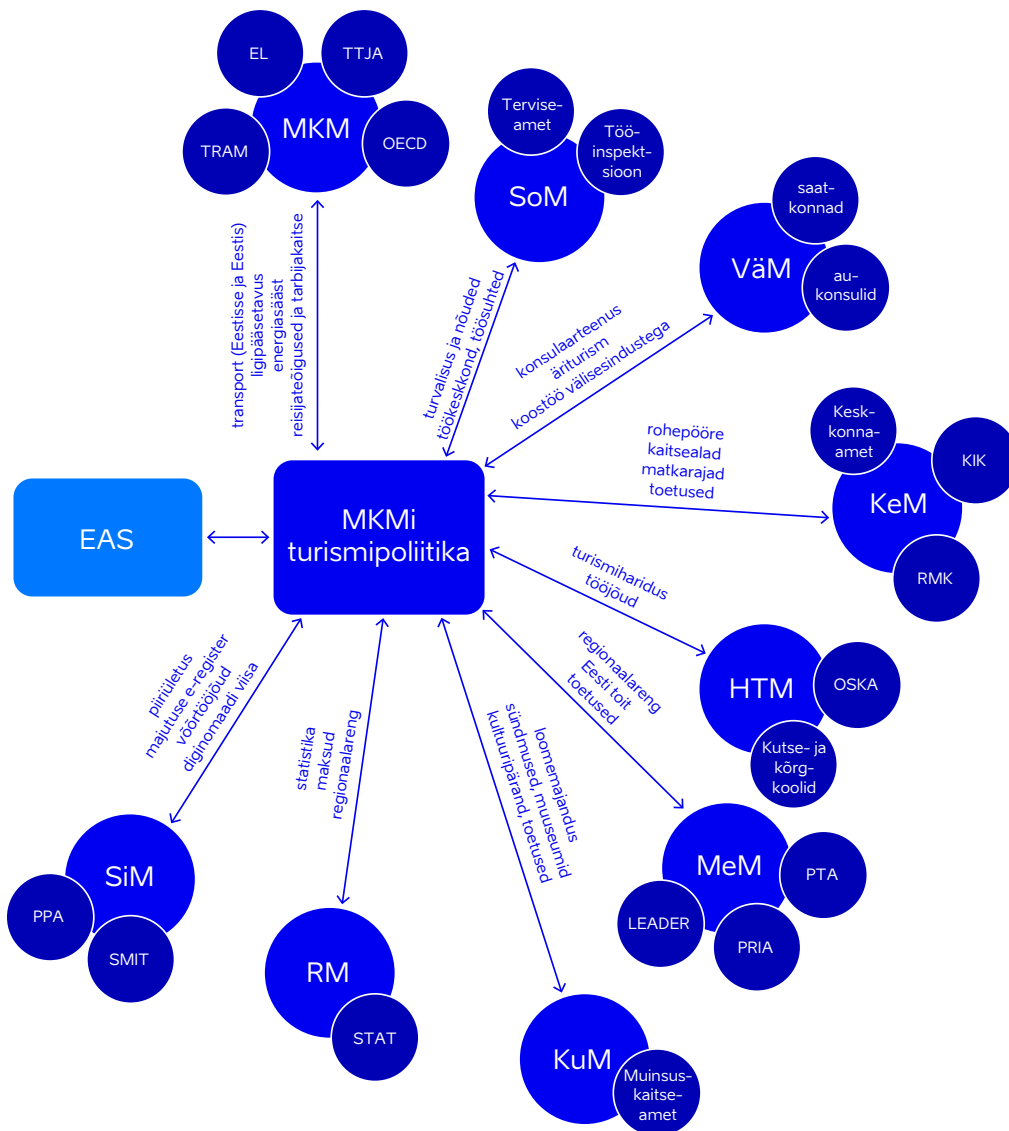 EL
TTJA
MKM
TRAM
OECD
transport (Eestisse ja Eestis)
ligipääsetavus
energiasääst
reisijateõigused ja tarbijakaitse
Tervise-
amet
Töö-
inspekt-
sioon
SoM
turvalisus ja nõuded
töökeskkond, töösuhted
saat-
konnad
VäM
au-
konsulid
konsulaarteenus
äriturism
koostöö välisesindustega
Kesk-
konna-
amet
KIK
KeM
RMK
rohepööre
kaitsealad
matkarajad
toetused
EAS
MKMi
turismipoliitika
turismiharidus
tööjõud
HTM
OSKA
Kutse- ja
kõrg-
koolid
regionaalareng
Eesti toit
toetused
MeM
PTA
LEADER
PRIA
loomemajandus
sündmused, muuseumid
kultuuripärand, toetused
KuM
Muinsus-
kaitse-
amet
statistika
maksud
regionaalareng
RM
STAT
piiriületus
majutuse e-register
võõrtööjõud
diginomaadi viisa
SiM
PPA
SMIT